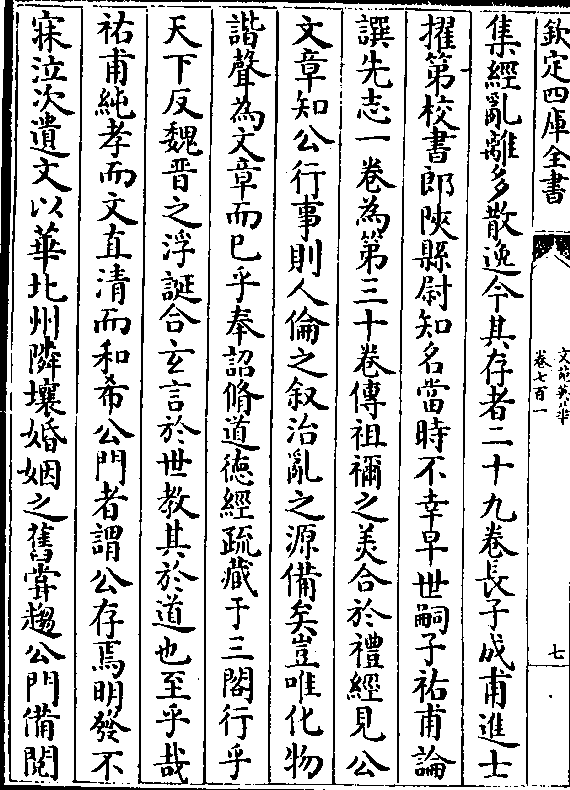 欽定四庫全書
文苑英華
卷七百一
七
集經亂離多散逸今其存者二十九卷長子成甫進士
擢第校書郎陝縣尉知名當時不幸早世嗣子祐甫論
譔先志一卷為第三十卷傳祖禰之美合於禮經見公
文章知公行事則人倫之叙治亂之源備矣豈唯化物
諧聲為文章而已乎奉詔脩道徳經疏藏于三閣行乎
天下反魏晋之浮誕合玄言於世教其於道也至乎哉
祐甫純孝而文直清而和希公門者謂公存焉明發不
寐泣次遺文以華北州隣壤婚姻之舊嘗趨公門備閱